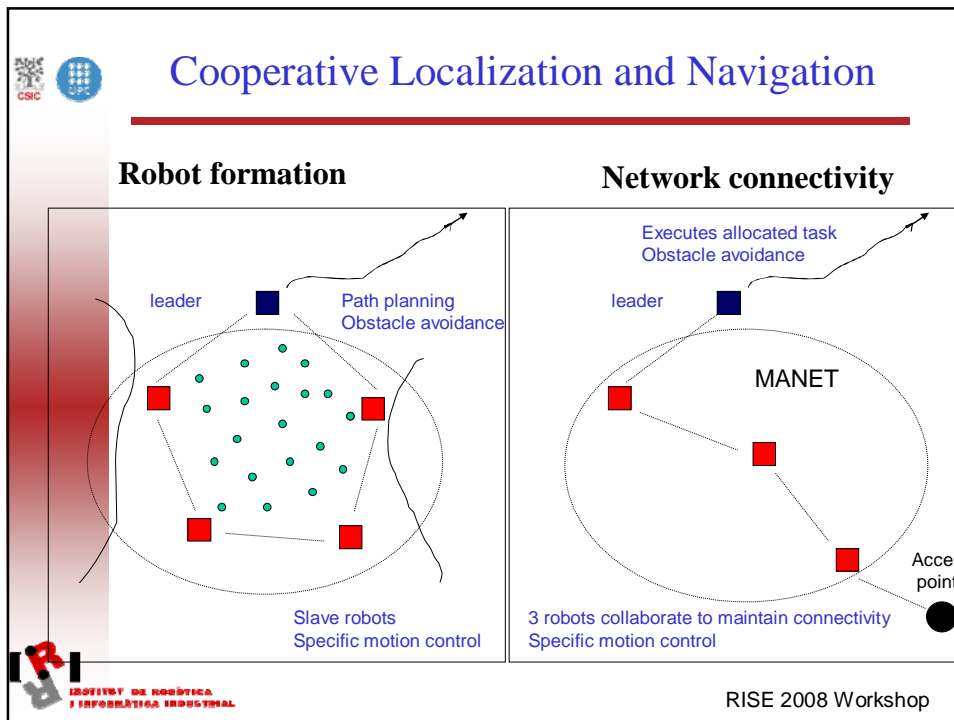 Cooperative Localization and Navigation
CSIC
UPC
Robot formation
leader
Path planning
Obstacle avoidance
Slave robots
Specific motion control
Network connectivity
Executes allocated task
Obstacle avoidance
leader
MANET
Acces
point
3 robots collaborate to maintain connectivity
Specific motion control
INSTITUT DE ROBÒTICA
I INFORMÀTICA INDUSTRIAL
RISE 2008 Workshop